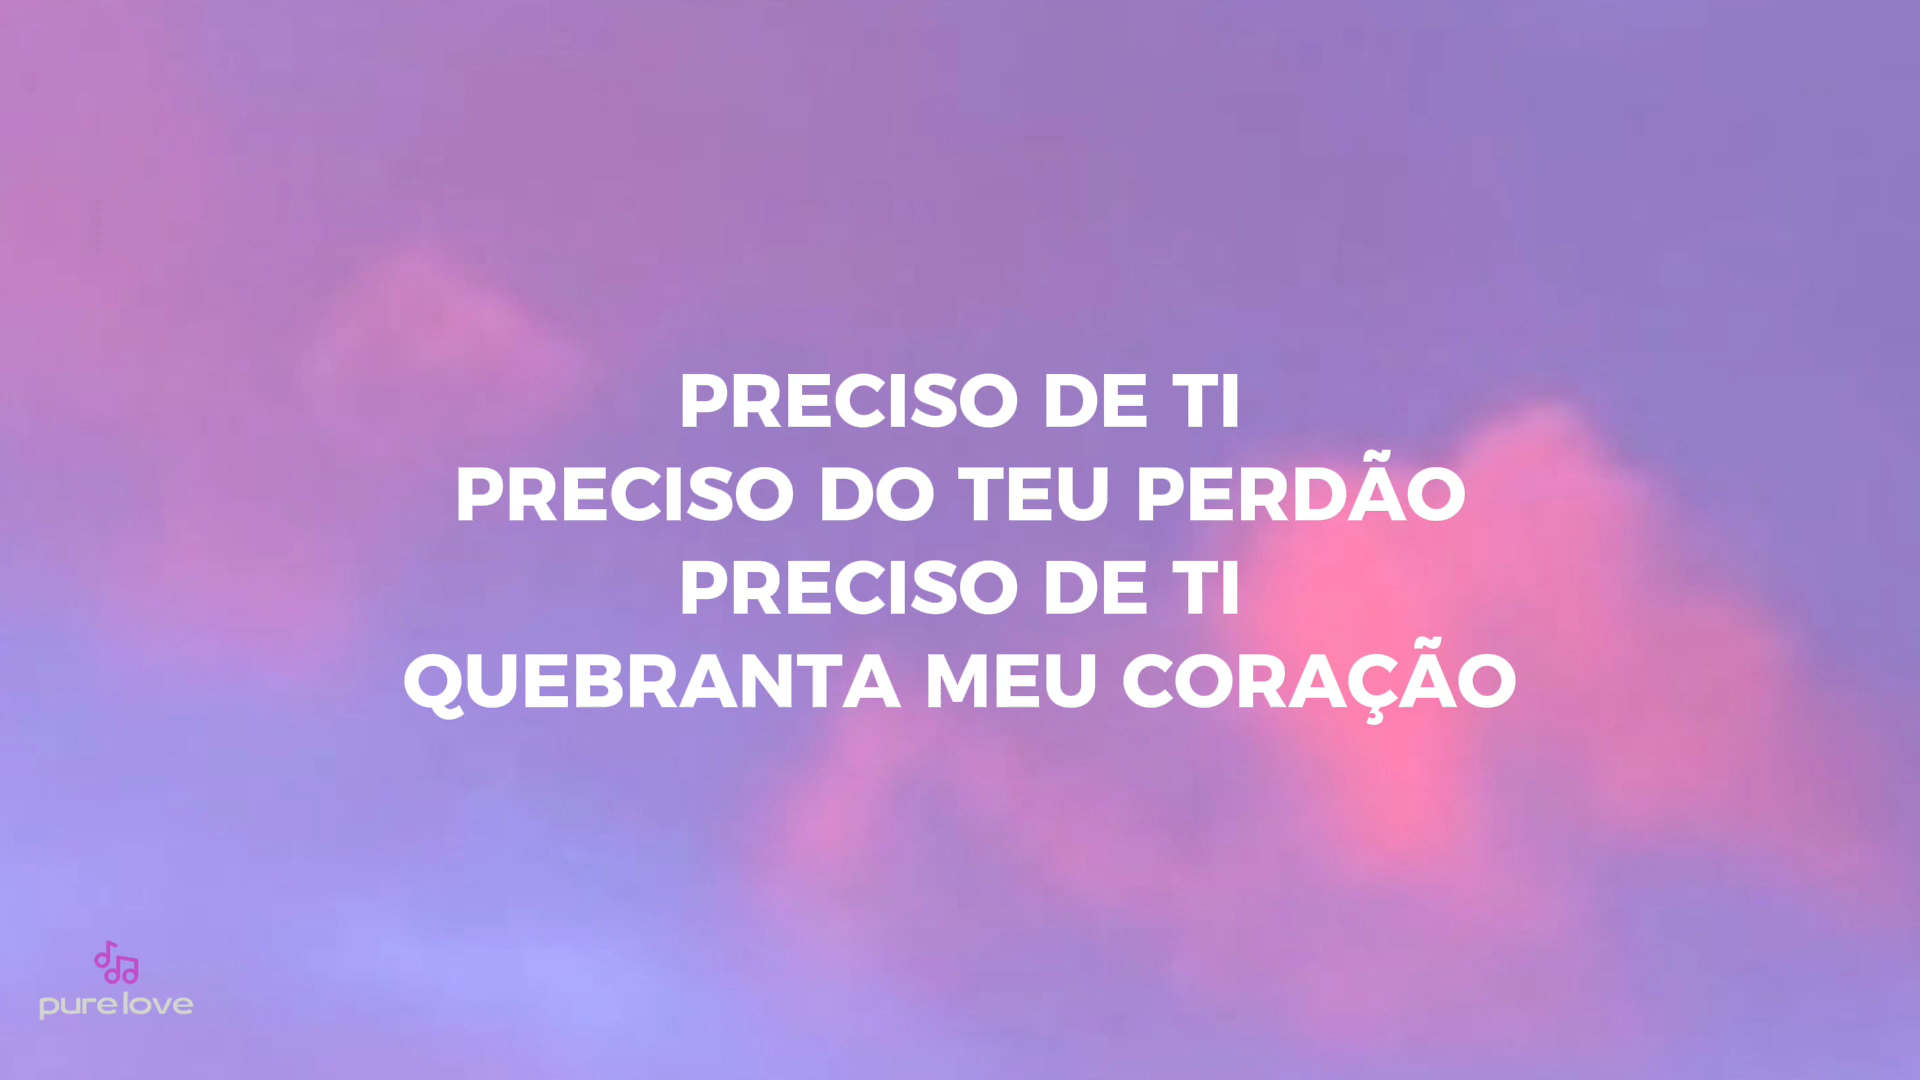 PRECISO DE TI
PRECISO DO TEU PERDÃO
PRECISO DE TI
QUEBRANTA MEU CORAÇÃO
pure love